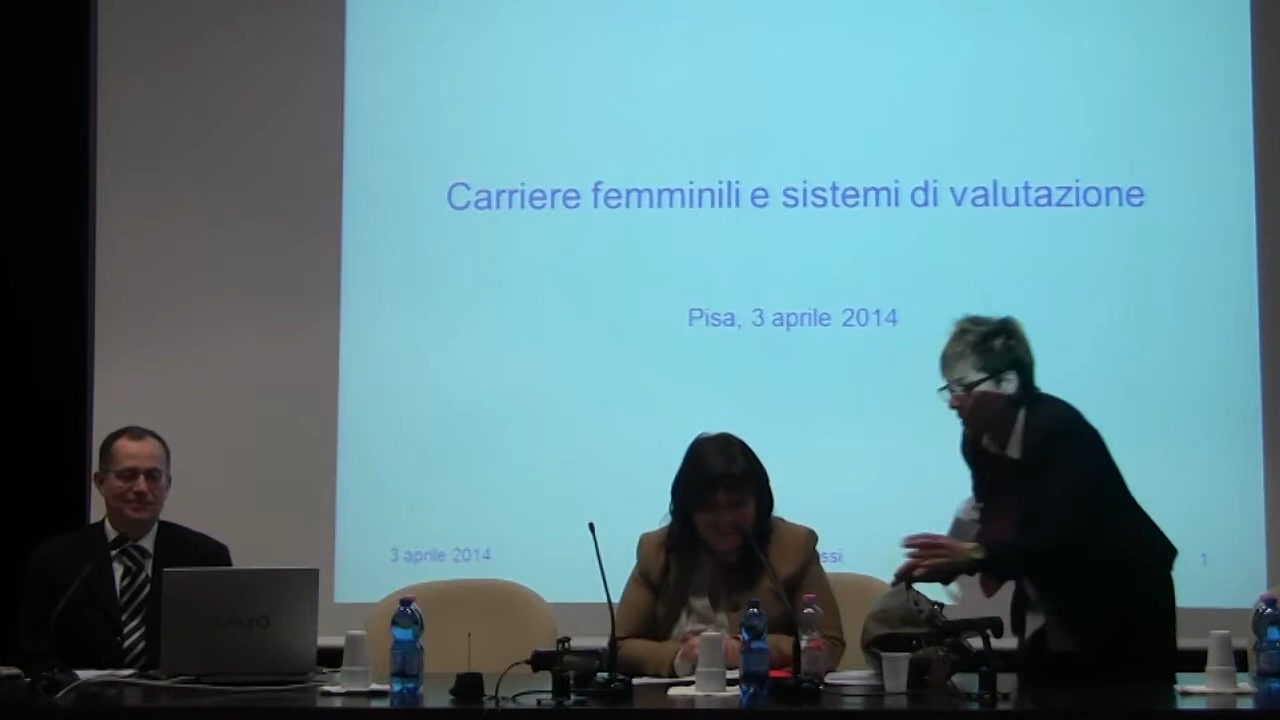 Carriere femminili e sistemi di valutazione
Pisa, 3 aprile 2014
3 aprile 2014
1